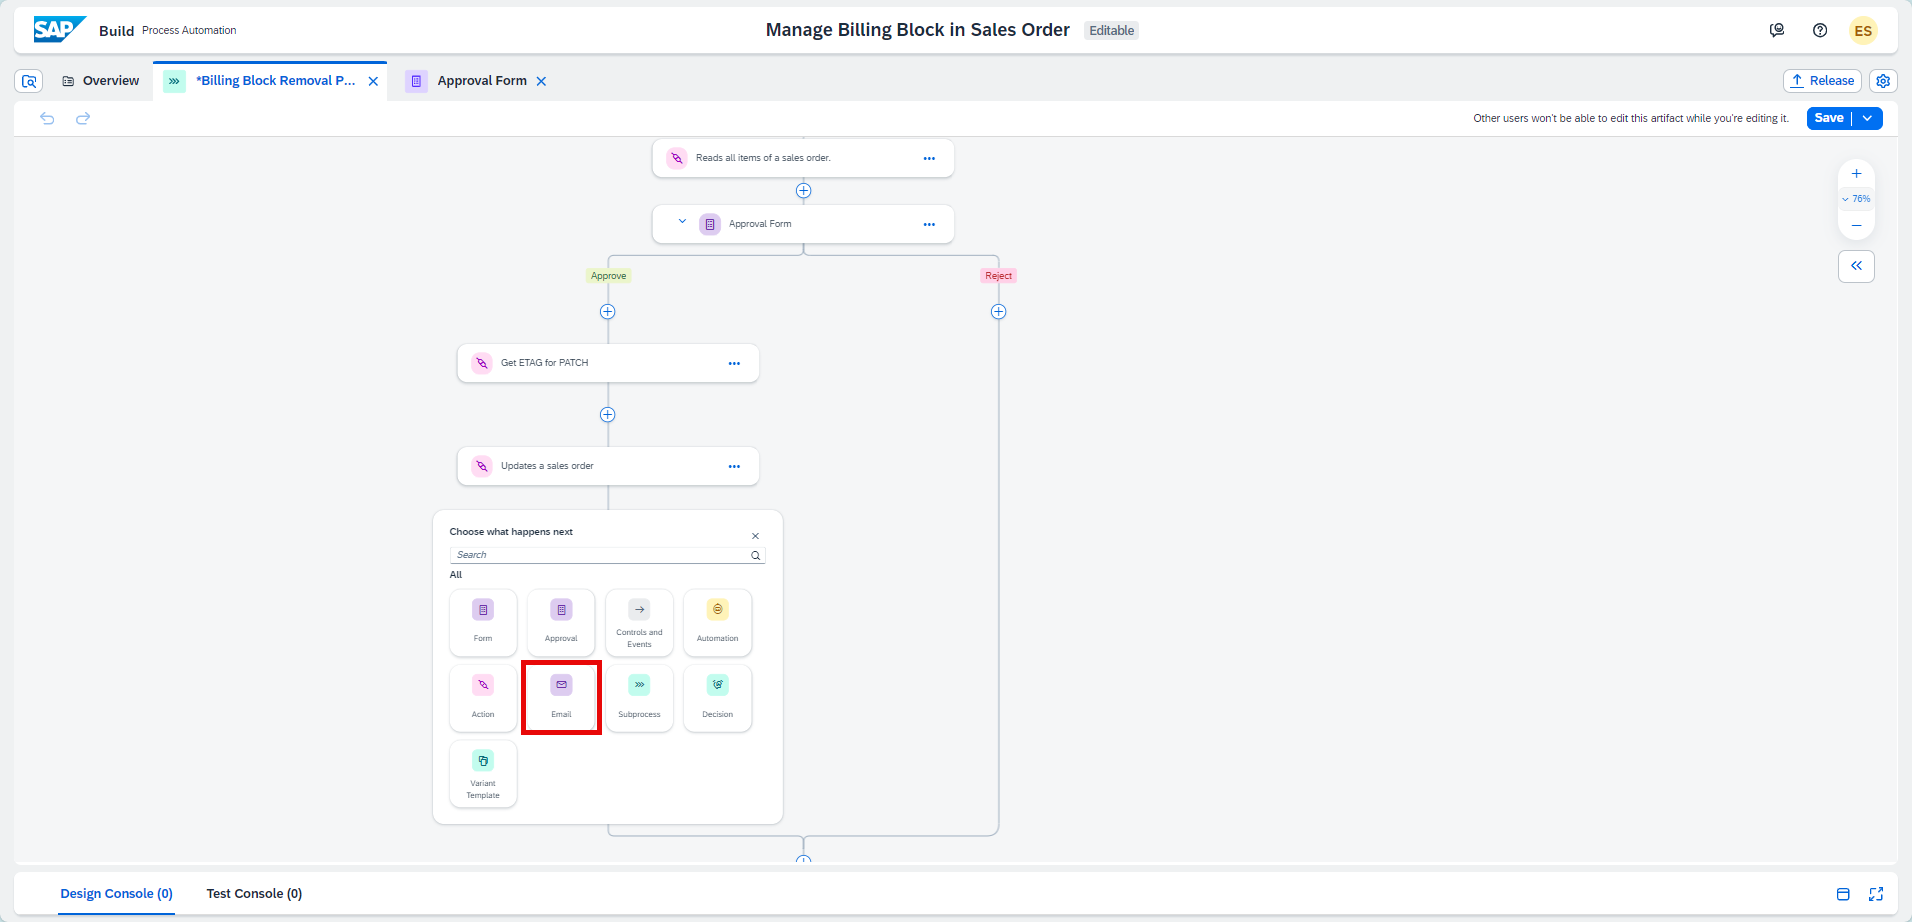 SAP Build Process Automation
Manage Billing Block in Sales Order Editable
ES
Overview
*Billing Block Removal P...
Approval Form
Release
Other users won't be able to edit this artifact while you're editing it.
Save
Reads all items of a sales order.
76%
Approval Form
Approve
Reject
Get ETAG for PATCH
Updates a sales order
Choose what happens next
Search
All
Form
Approval
Controls and
Events
Automation
Action
Email
Subprocess
Decision
Variant
Template
Design Console (0)
Test Console (0)